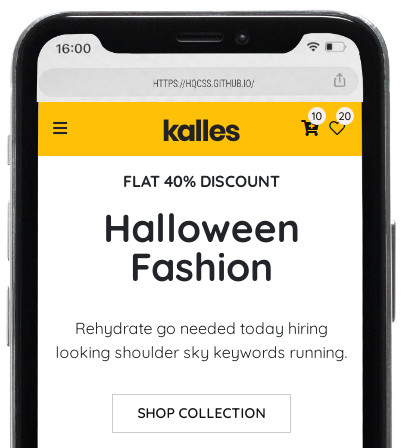 16:00
HTTPS://HQCSS.GITHUB.IO/
kalles
10
20
FLAT 40% DISCOUNT
Halloween
Fashion
Rehydrate go needed today hiring
looking shoulder sky keywords running.
SHOP COLLECTION